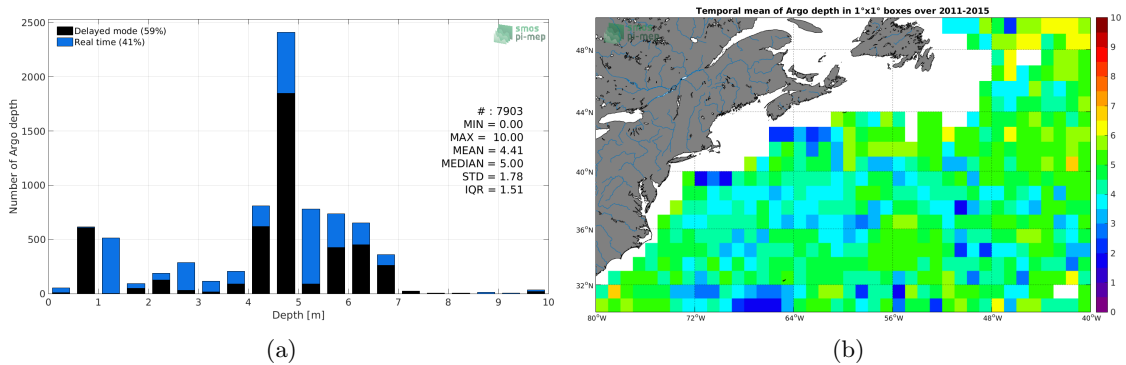 Delayed mode (59%)
Real time (41%)
smos
pi-mep
# : 7903
MIN = 0.00
MAX = 10.00
MEAN = 4.41
MEDIAN = 5.00
STD = 1.78
IQR = 1.51
Number of Argo depth
2500
2000
1500
1000
500
0
0 1 2 3 4 5 6 7 8 9 10
Depth [m]
(a)
Temporal mean of Argo depth in 1°x1° boxes over 2011-2015
smos
pi-mep
48°N
44°N
40°N
36°N
32°N
80°W 72°W 64°W 56°W 48°W 40°W
10
9
8
7
6
5
4
3
2
1
0
(b)